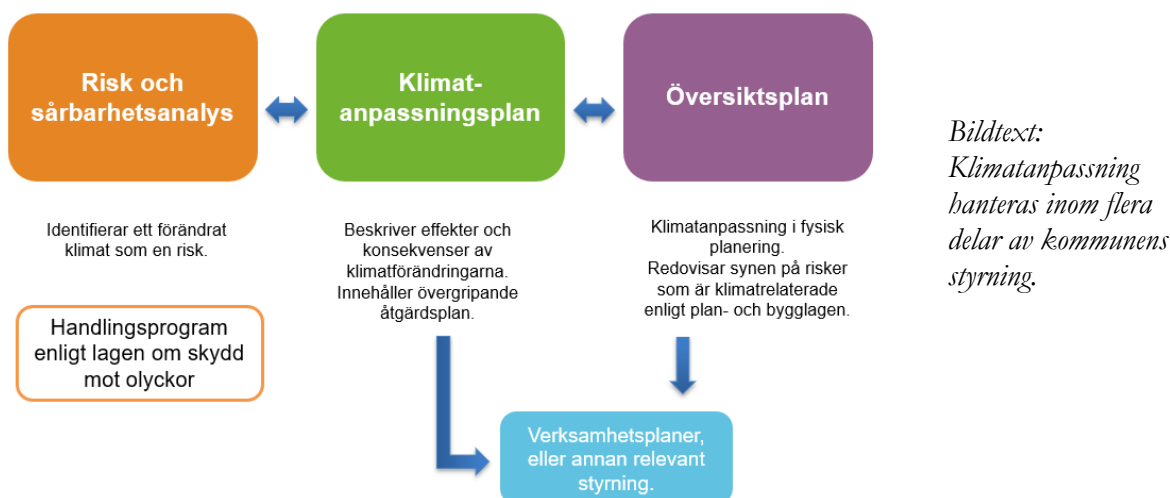 Risk och
sårbarhetsanalys
Klimat-
anpassningsplan
Översiktsplan
Identifierar ett förändrat
klimat som en risk.
Beskriver effekter och
konsekvenser av
klimatförändringarna.
Innehåller övergripande
åtgärdsplan.
Klimatanpassning i fysisk
planering.
Redovisar synen på risker
som är klimatrelaterade
enligt plan- och bygglagen.
Handlingsprogram
enligt lagen om skydd
mot olyckor
Verksamhetsplaner,
eller annan relevant
styrning.
Bildtext:
Klimatanpassning
hanteras inom flera
delar av kommunens
styrning.